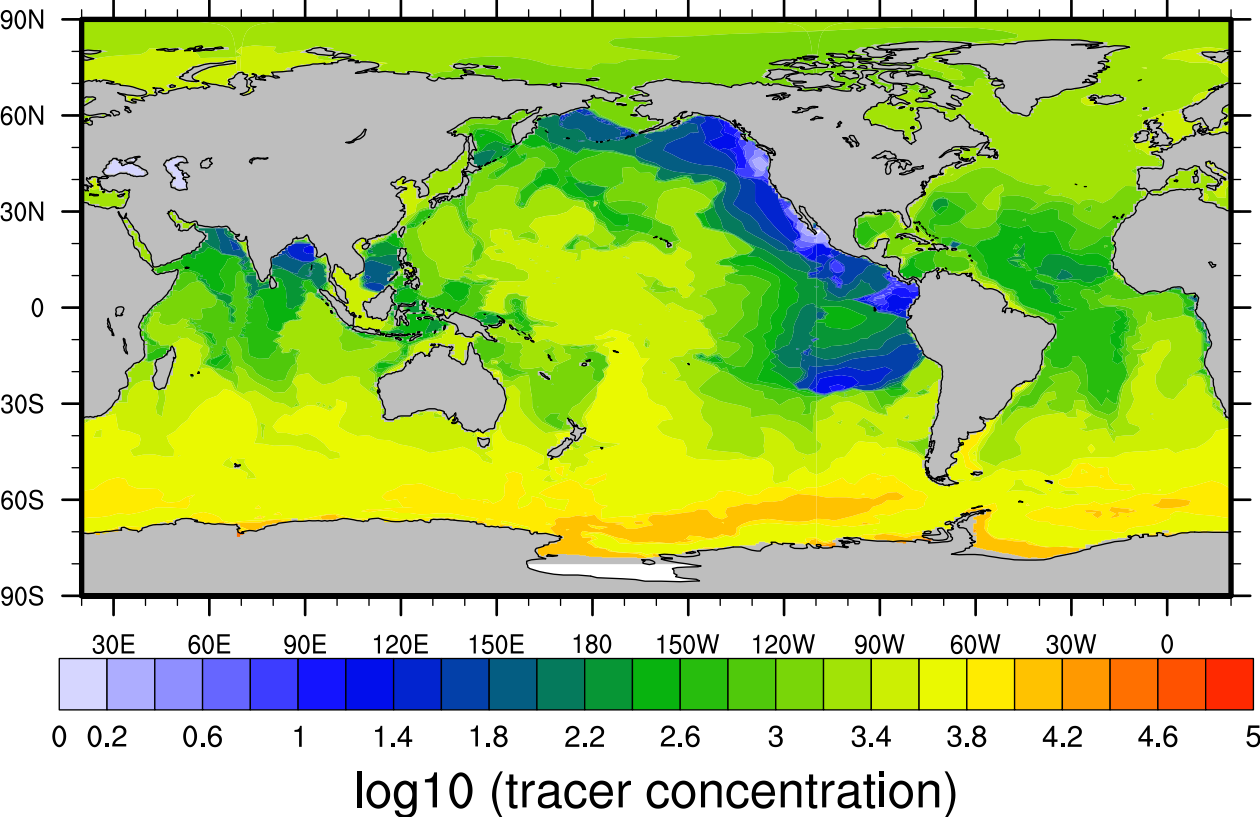 90N
60N
30N
0
30S
60S
90S
30E 60E 90E 120E 150E 180 150W 120W 90W 60W 30W 0
0 0.2 0.6 1 1.4 1.8 2.2 2.6 3 3.4 3.8 4.2 4.6 5
log10 (tracer concentration)